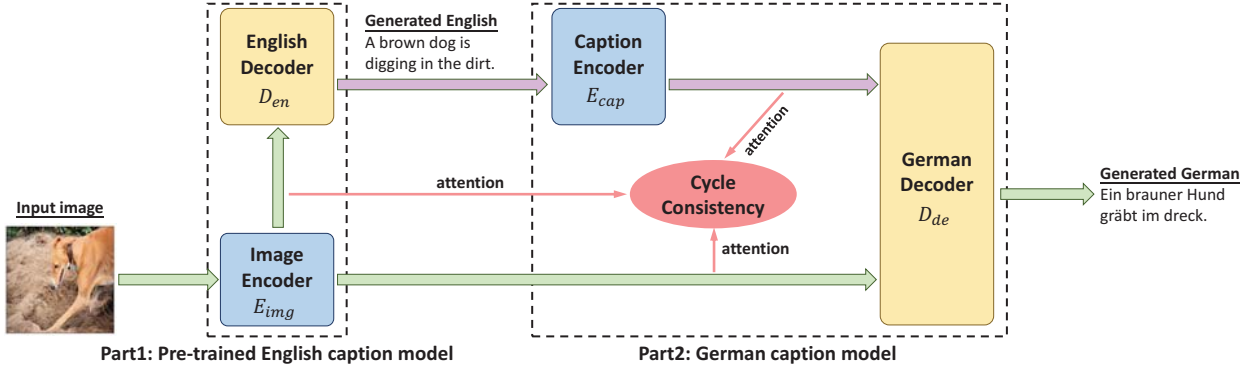 Input image
Image
Encoder
E_img
English
Decoder
D_en
Part1: Pre-trained English caption model
Generated English
A brown dog is
digging in the dirt.
Caption
Encoder
E_cap
attention
attention
attention
Cycle
Consistency
German
Decoder
D_de
Part2: German caption model
Generated German
Ein brauner Hund
gräbt im dreck.